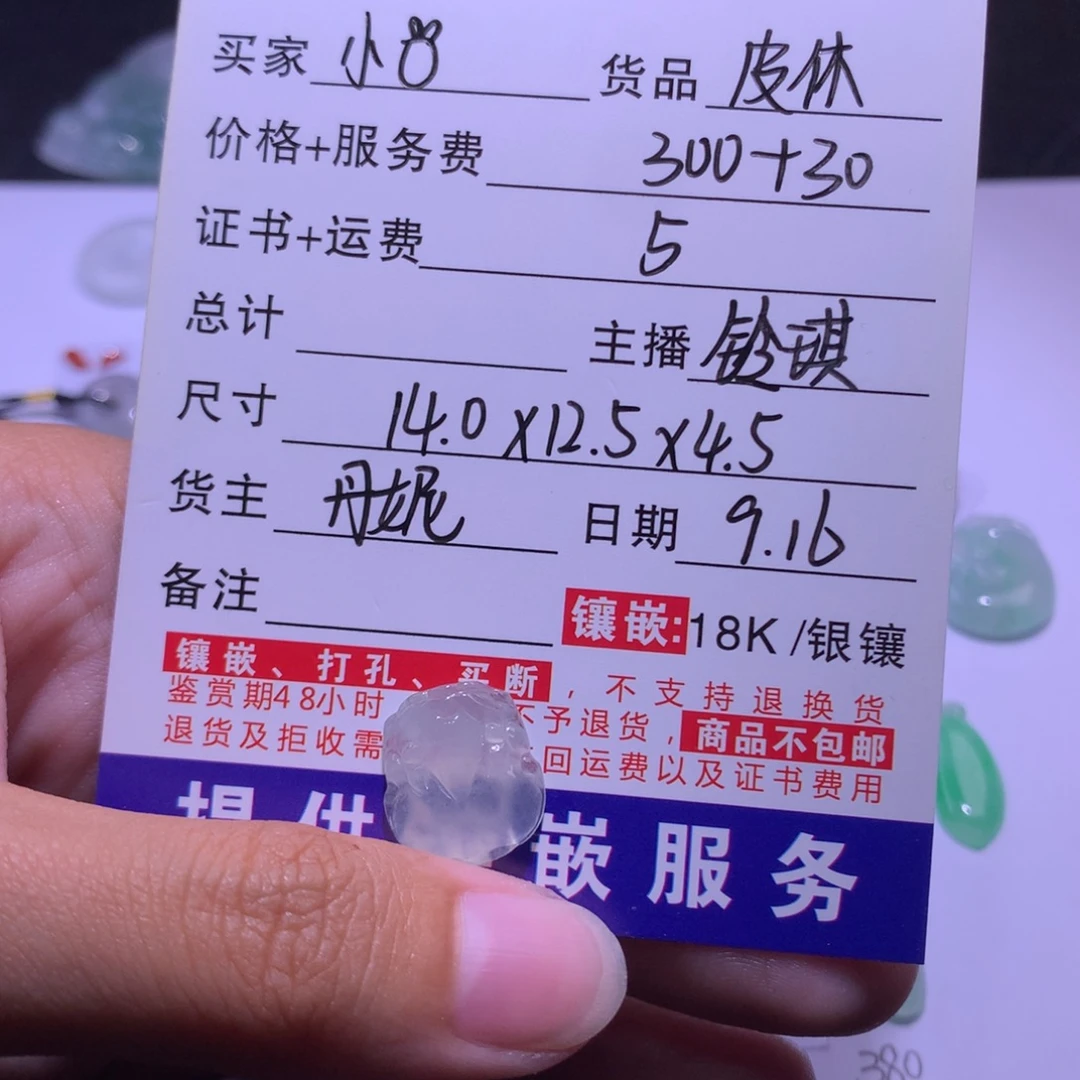 买家 小 货品 皮休
价格+服务费 300+30
证书+运费 5
总计 主播 铃琪
尺寸 14.0x12.5x4.5
货主 丹妮 日期 9.16
备注 镶嵌:18K/银镶
镶嵌、打孔、买断,不支持退换货
鉴赏期48小时 不予退货,商品不包邮
退货及拒收需 回运费以及证书费用
提供 嵌服务
380